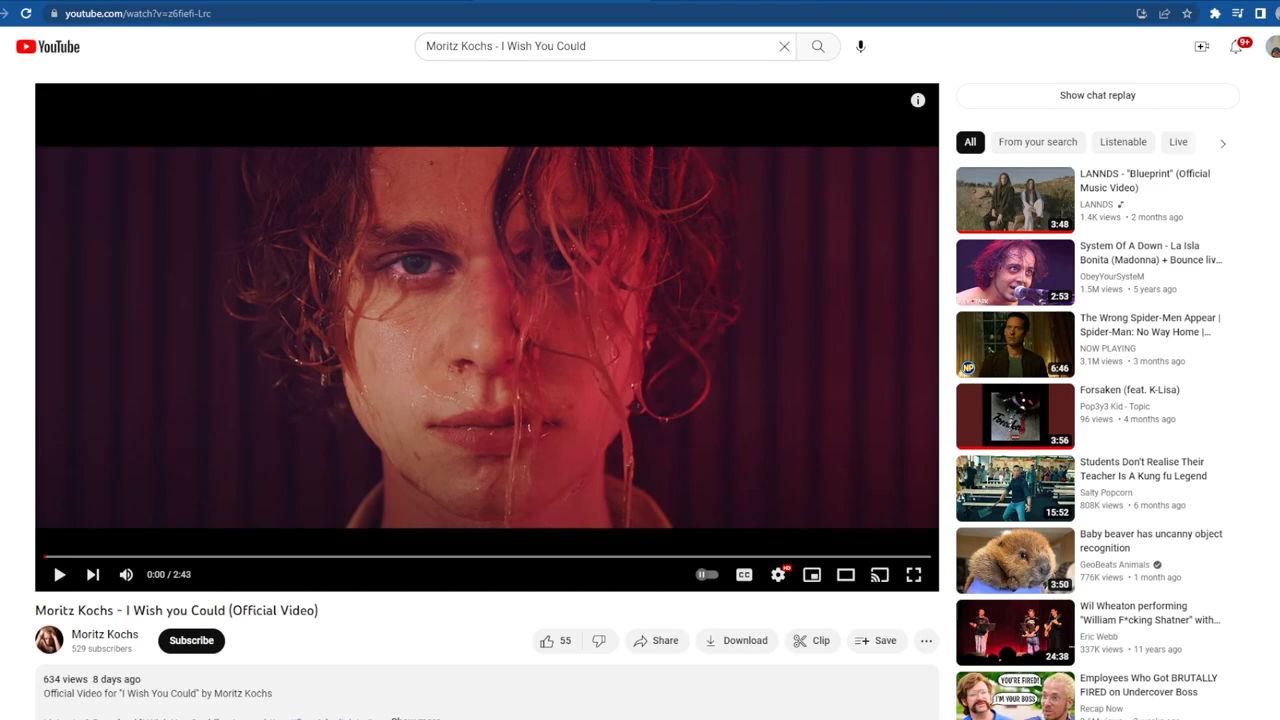 youtube.com/watch?v=z6fiefi-Lrc
YouTube
Moritz Kochs - I Wish You Could
9+
Show chat replay
All
From your search
Listenable
Live
LANNDS - "Blueprint" (Official
Music Video)
LANNDS
1.4K views • 2 months ago
3:48
System Of A Down - La Isla
Bonita (Madonna) + Bounce liv...
ObeyYourSysteM
1.5M views • 5 years ago
2:53
The Wrong Spider-Men Appear |
Spider-Man: No Way Home |...
NOW PLAYING
3.1M views • 3 months ago
NP
6:46
Forsaken (feat. K-Lisa)
Pop3y3 Kid - Topic
96 views • 4 months ago
3:56
Students Don't Realise Their
Teacher Is A Kung fu Legend
Salty Popcorn
808K views • 6 months ago
15:52
Baby beaver has uncanny object
recognition
GeoBeats Animals
776K views • 1 month ago
3:50
Wil Wheaton performing
"William F*cking Shatner" with...
Eric Webb
337K views • 11 years ago
24:38
Employees Who Got BRUTALLY
FIRED on Undercover Boss
Recap Now
YOU'RE FIRED!
I'M YOUR BOSS
0:00 / 2:43
CC
HD
Moritz Kochs - I Wish you Could (Official Video)
Moritz Kochs
529 subscribers
Subscribe
55
Share
Download
Clip
Save
634 views 8 days ago
Official Video for "I Wish You Could" by Moritz Kochs